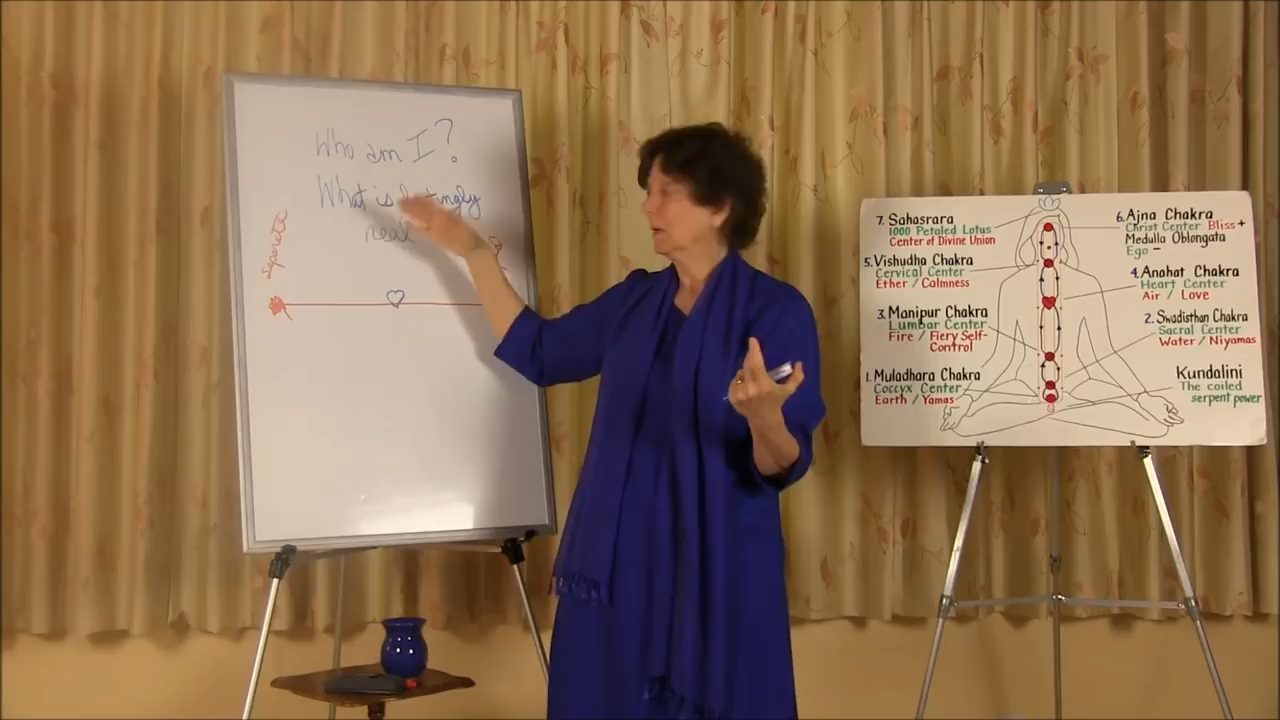 Who am I?
What is lastingly
real
Separate
7. Sahasrara
1000 Petaled Lotus
Center of Divine Union
5. Vishudha Chakra
Cervical Center
Ether / Calmness
3. Manipur Chakra
Lumbar Center
Fire / Fiery Self-
Control
1. Muladhara Chakra
Coccyx Center
Earth / Yamas
6. Ajna Chakra
Christ Center Bliss +
Medulla Oblongata
Ego -
4. Anahat Chakra
Heart Center
Air / Love
2. Swadisthan Chakra
Sacral Center
Water / Niyamas
Kundalini
The coiled
serpent power